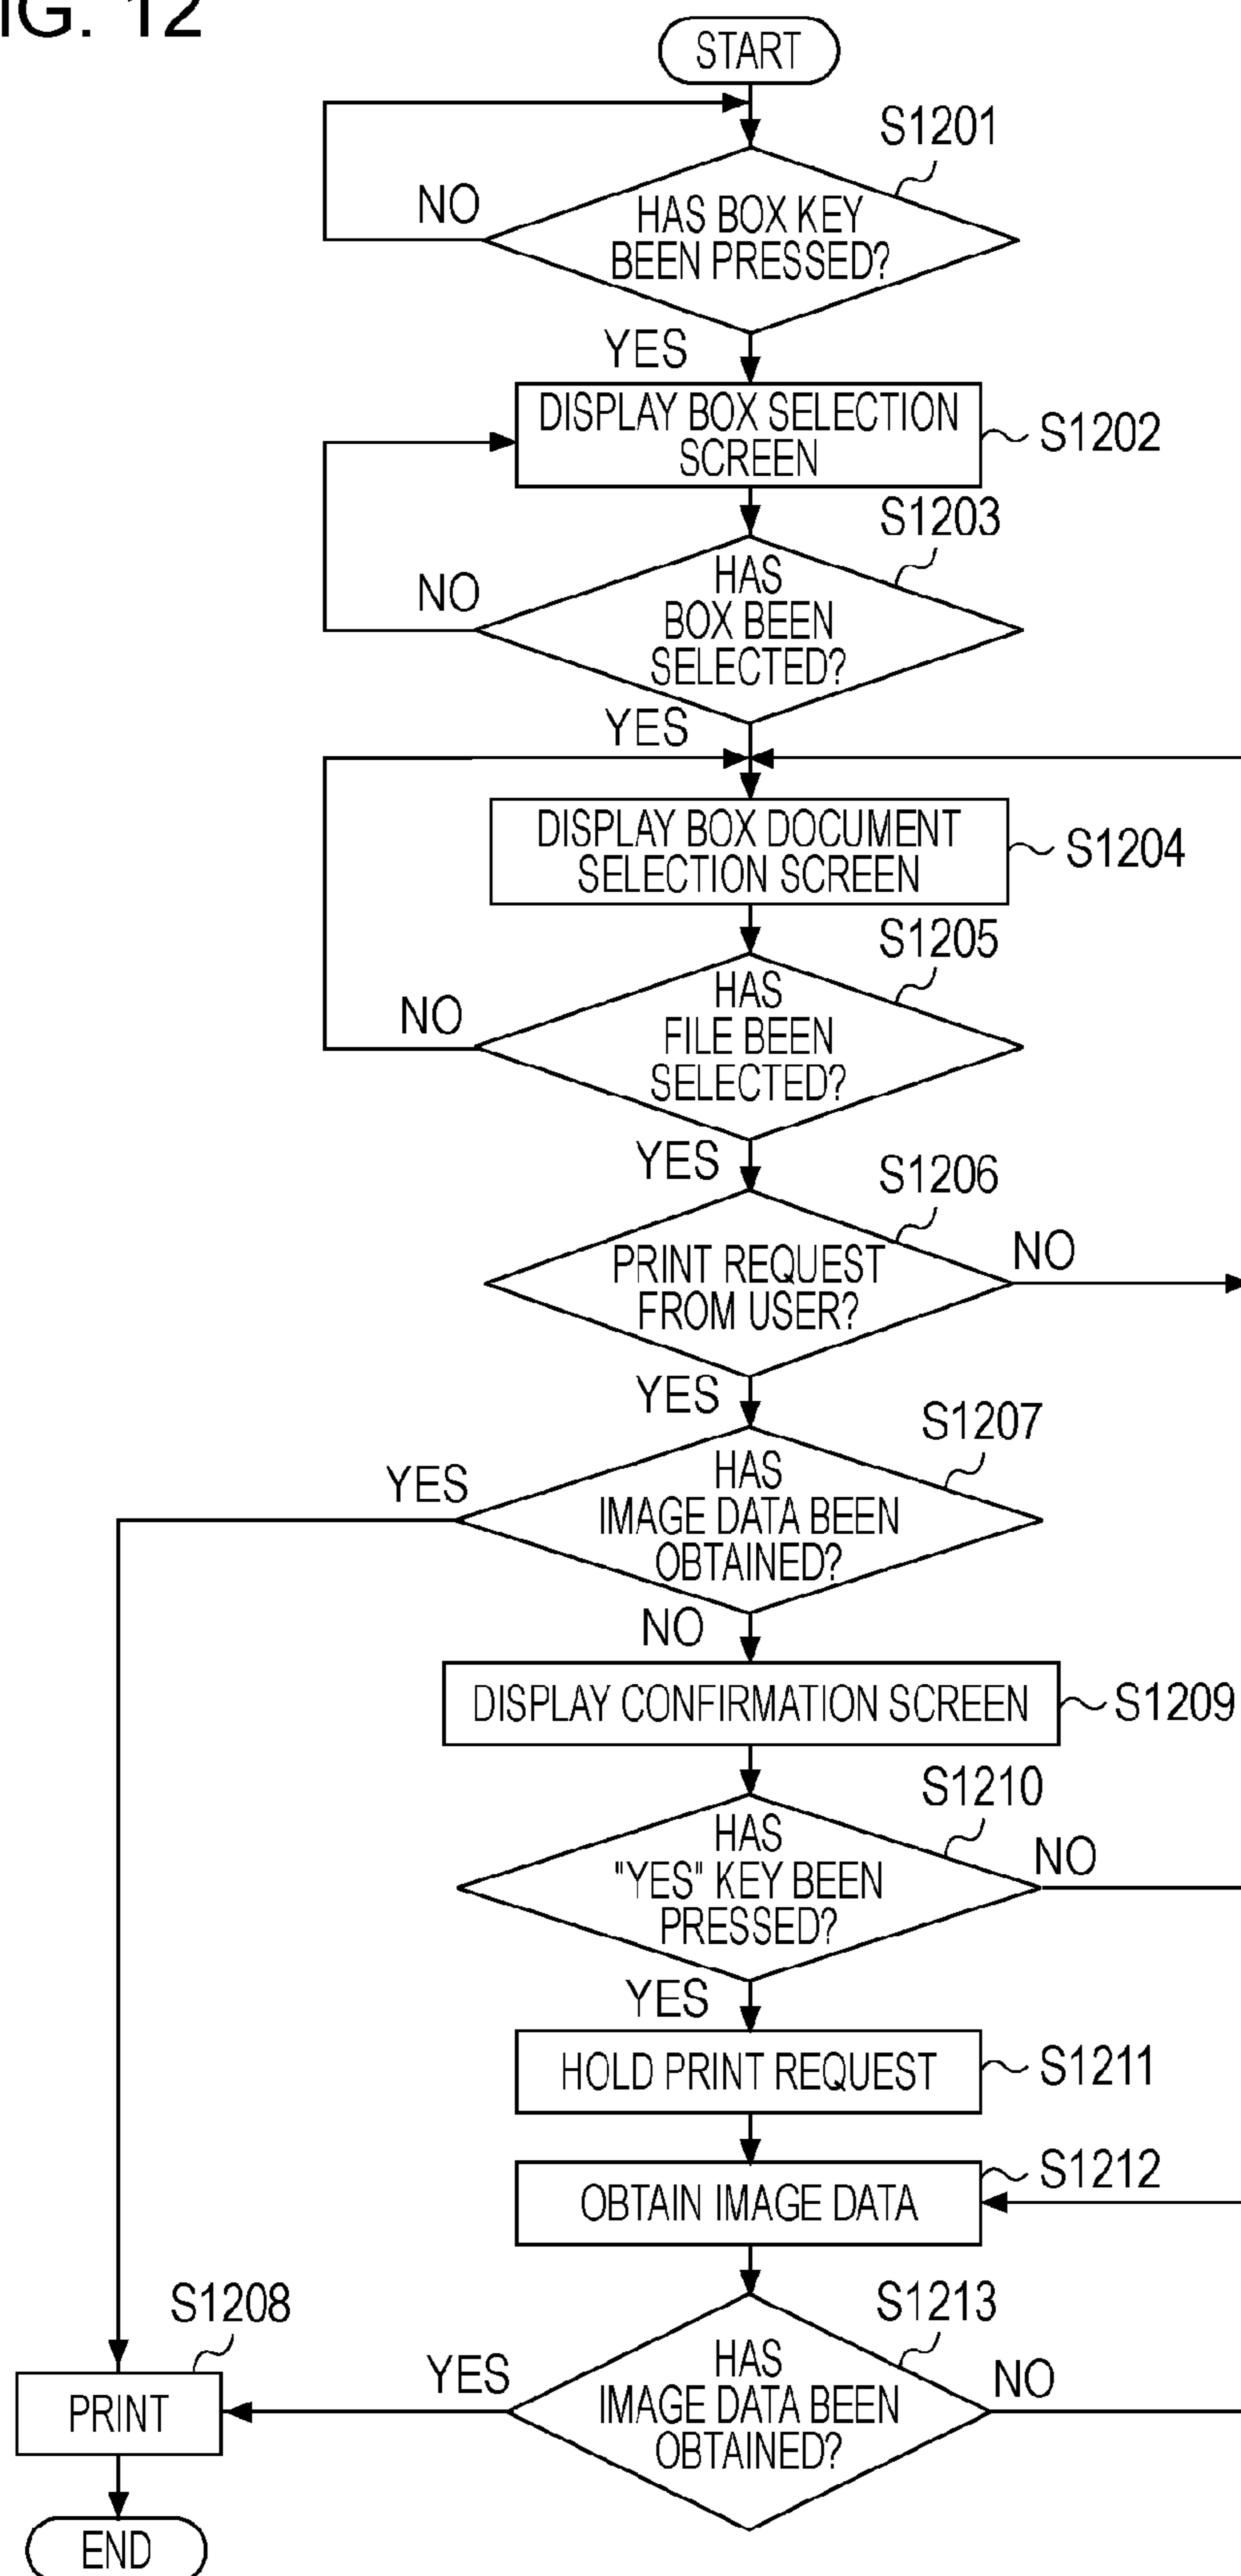 IG. 12
START
S1201
NO
HAS BOX KEY
BEEN PRESSED?
YES
DISPLAY BOX SELECTION
SCREEN
S1202
S1203
NO
HAS
BOX BEEN
SELECTED?
YES
DISPLAY BOX DOCUMENT
SELECTION SCREEN
S1204
S1205
NO
HAS
FILE BEEN
SELECTED?
YES
S1206
NO
PRINT REQUEST
FROM USER?
YES
S1207
YES
HAS
IMAGE DATA BEEN
OBTAINED?
NO
DISPLAY CONFIRMATION SCREEN
S1209
S1210
HAS
"YES" KEY BEEN
PRESSED?
NO
YES
HOLD PRINT REQUEST
S1211
OBTAIN IMAGE DATA
S1212
S1208
S1213
PRINT
YES
HAS
IMAGE DATA BEEN
OBTAINED?
NO
END